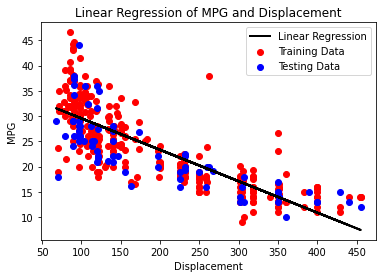 Linear Regression of MPG and Displacement
Linear Regression
Training Data
Testing Data
MPG
45
40
35
30
25
20
15
10
50 100 150 200 250 300 350 400 450
Displacement